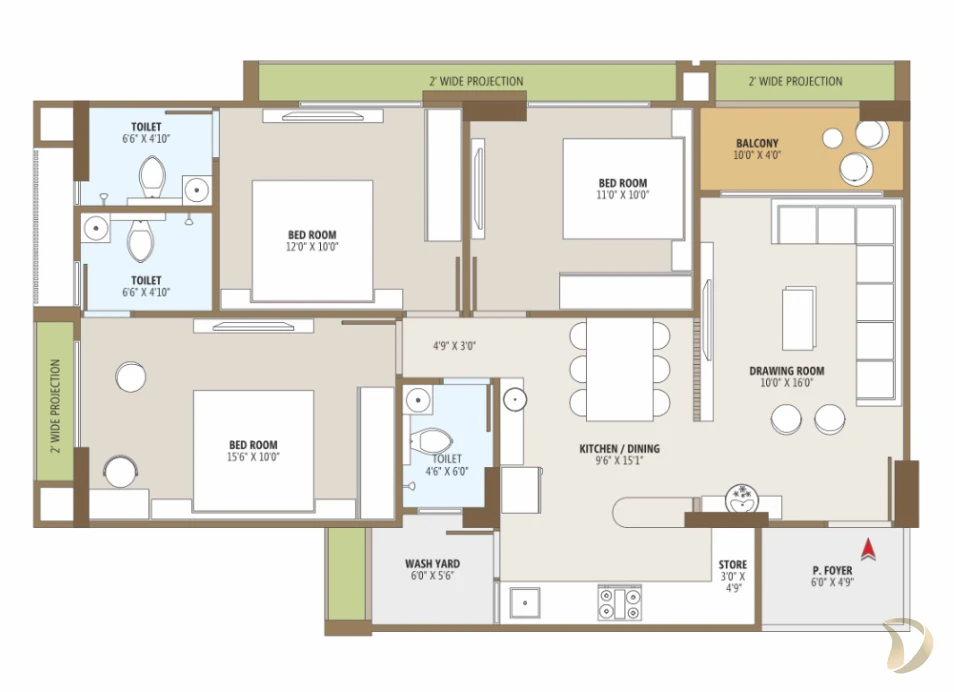 2' WIDE PROJECTION
2' WIDE PROJECTION
TOILET
6'6" X 4'10"
BALCONY
10'0" X 4'0"
BED ROOM
11'0" X 10'0"
BED ROOM
12'0" X 10'0"
TOILET
6'6" X 4'10"
4'9" X 3'0"
DRAWING ROOM
10'0" X 16'0"
2' WIDE PROJECTION
BED ROOM
15'6" X 10'0"
KITCHEN / DINING
9'6" X 15'1"
TOILET
4'6" X 6'0"
WASH YARD
6'0" X 5'6"
STORE
3'0" X
4'9"
P. FOYER
6'0" X 4'9"